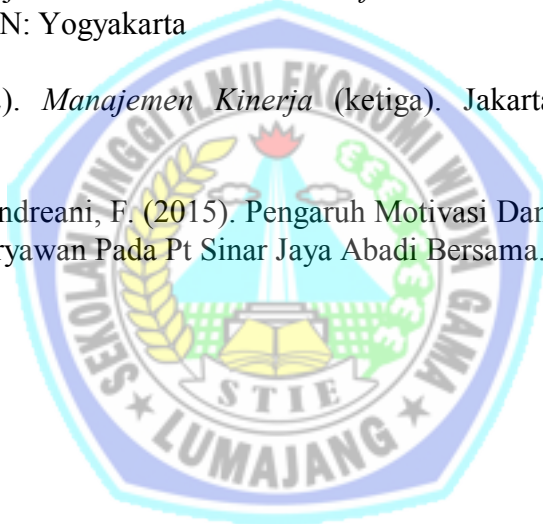 N: Yogyakarta
). Manajemen Kinerja (ketiga). Jakarta
ndreani, F. (2015). Pengaruh Motivasi Dan
ryawan Pada Pt Sinar Jaya Abadi Bersama.
SEKOLAH TINGGI ILMU EKONOMI WIDYA GAMA
STIE
LUMAJANG